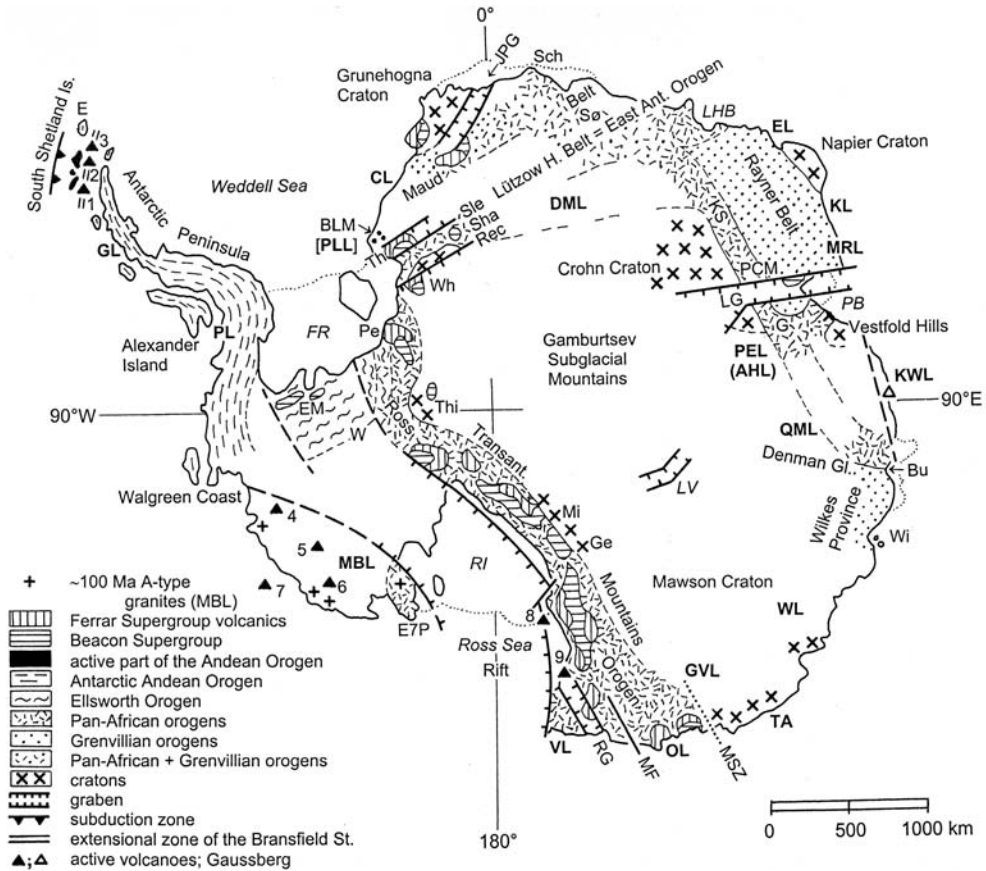 0°
JPG
Sch
Grunehogna
Craton
Belt
Sø
LHB
EL
Napier Craton
South Shetland Is.
E
3
2
1
Antarctic
Peninsula
Weddell Sea
CL
Maud
Lützow H. Belt = East Ant. Orogen
DML
Rayner Belt
KL
KS
MRL
BLM
[PLL]
Th
Sle
Sha
Rec
Wh
GL
Crohn Craton
PCM
LG
PB
G
Vestfold Hills
PL
FR
Pe
Alexander
Island
Gamburtsev
Subglacial
Mountains
PEL
(AHL)
KWL
90°W
90°E
EM
W
Thi
Ross
Transant
QML
Denman Gl.
Bu
LV
Walgreen Coast
Wilkes
Province
Wi
4
5
MBL
6
7
Mi
Ge
RI
Mawson Craton
Mountains
WL
E7P
8
Ross Sea
Rift
9
Orogen
GVL
TA
VL
RG
MF
OL
MSZ
180°
0 500 1000 km
+ ~100 Ma A-type
granites (MBL)
Ferrar Supergroup volcanics
Beacon Supergroup
active part of the Andean Orogen
Antarctic Andean Orogen
Ellsworth Orogen
Pan-African orogens
Grenvillian orogens
Pan-African + Grenvillian orogens
cratons
graben
subduction zone
extensional zone of the Bransfield St.
active volcanoes; Gaussberg